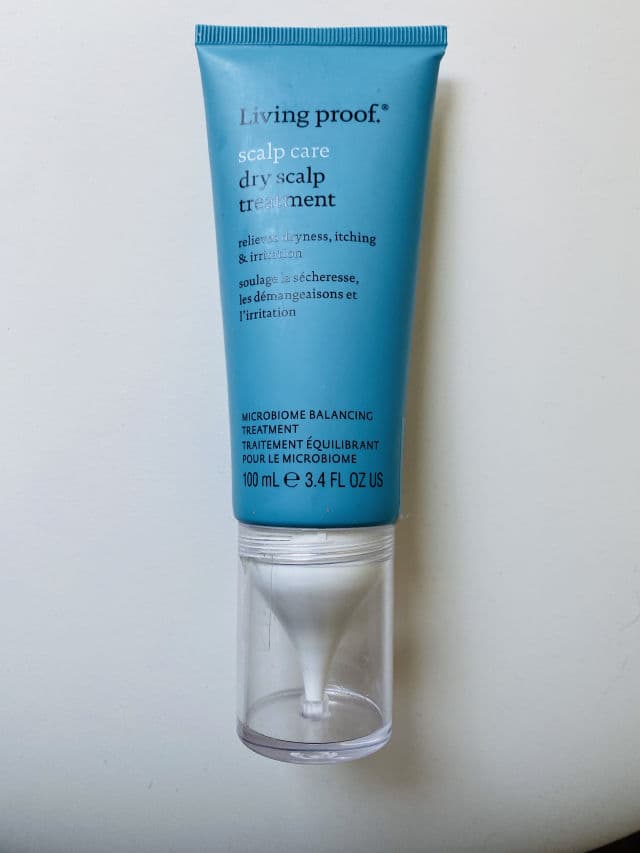 Living proof.®
scalp care
dry scalp
treatment
relieves dryness, itching
& irritation
soulage la sécheresse,
les démangeaisons et
l'irritation
MICROBIOME BALANCING
TREATMENT
TRAITEMENT ÉQUILIBRANT
POUR LE MICROBIOME
100 mL ℮ 3.4 FL OZ US